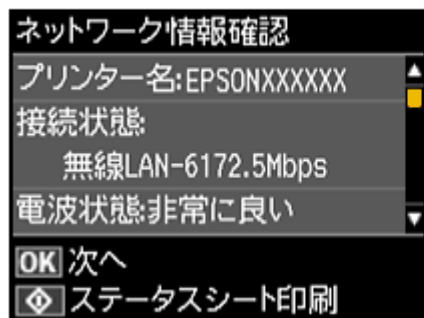 ネットワーク情報確認
プリンター名:EPSONXXXXXX
接続状態:
無線LAN-6172.5Mbps
電波状態:非常に良い
OK 次へ
ステータスシート印刷